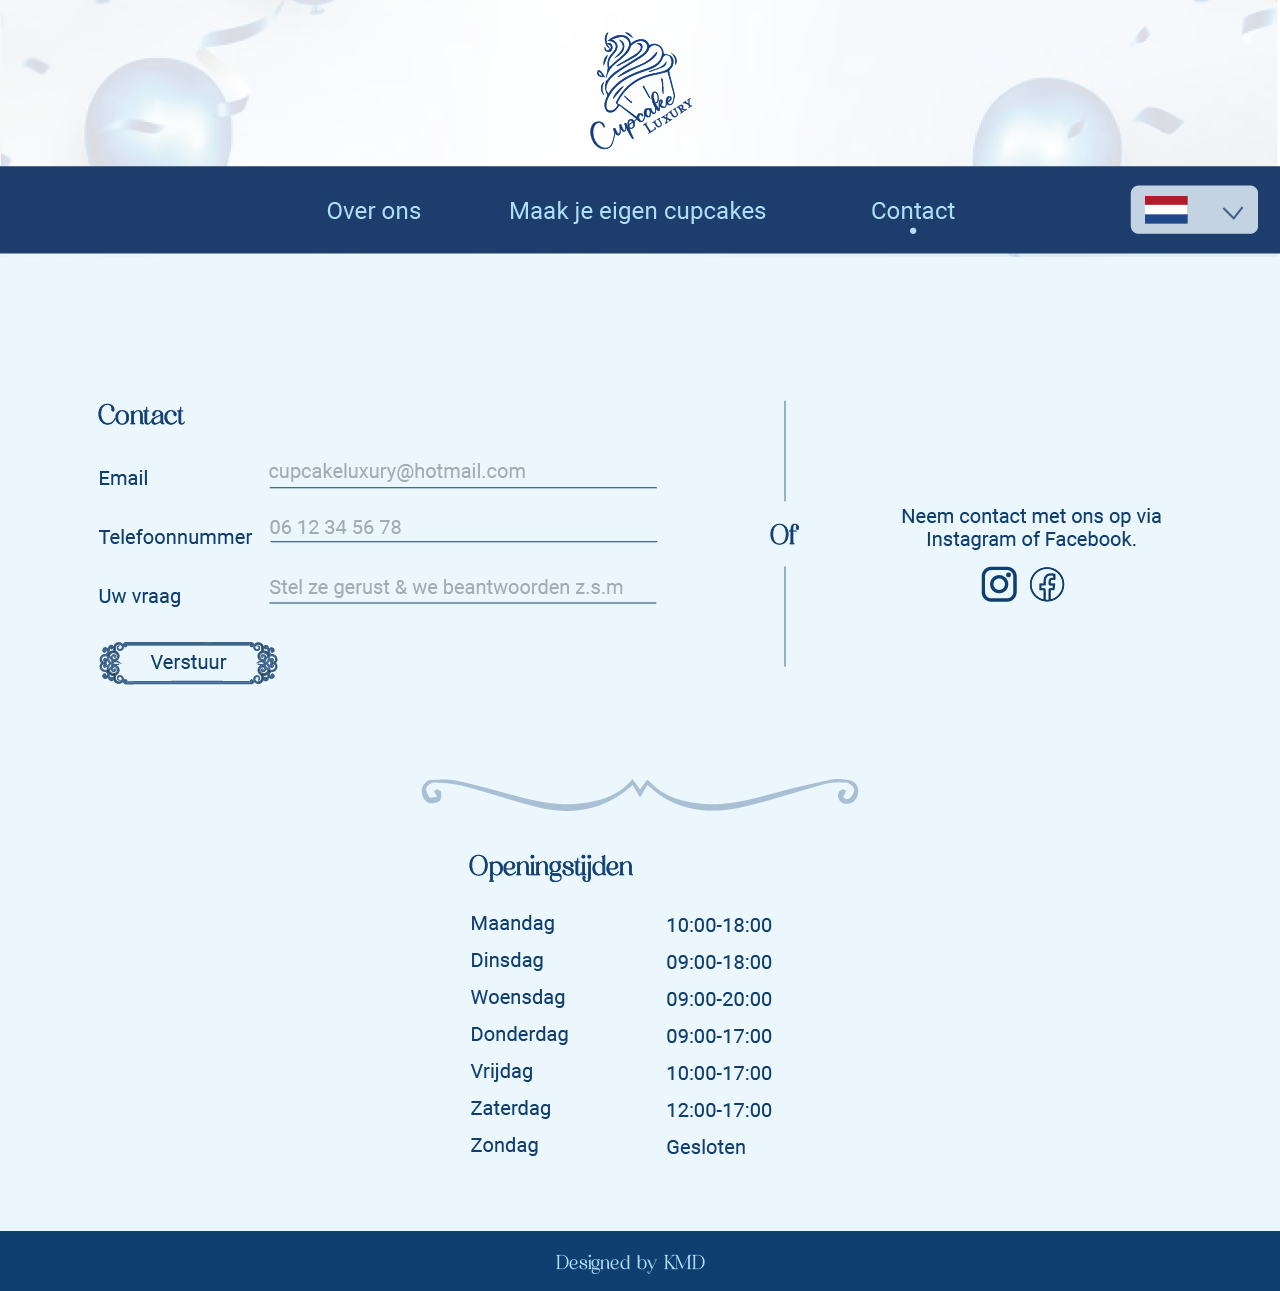 Cupcake
Luxury
Over ons
Maak je eigen cupcakes
Contact
Contact
Email
cupcakeluxury@hotmail.com
Telefoonnummer
06 12 34 56 78
Uw vraag
Stel ze gerust & we beantwoorden z.s.m
Verstuur
Of
Neem contact met ons op via
Instagram of Facebook.
Openingstijden
Maandag 10:00-18:00
Dinsdag 09:00-18:00
Woensdag 09:00-20:00
Donderdag 09:00-17:00
Vrijdag 10:00-17:00
Zaterdag 12:00-17:00
Zondag Gesloten
Designed by KMD